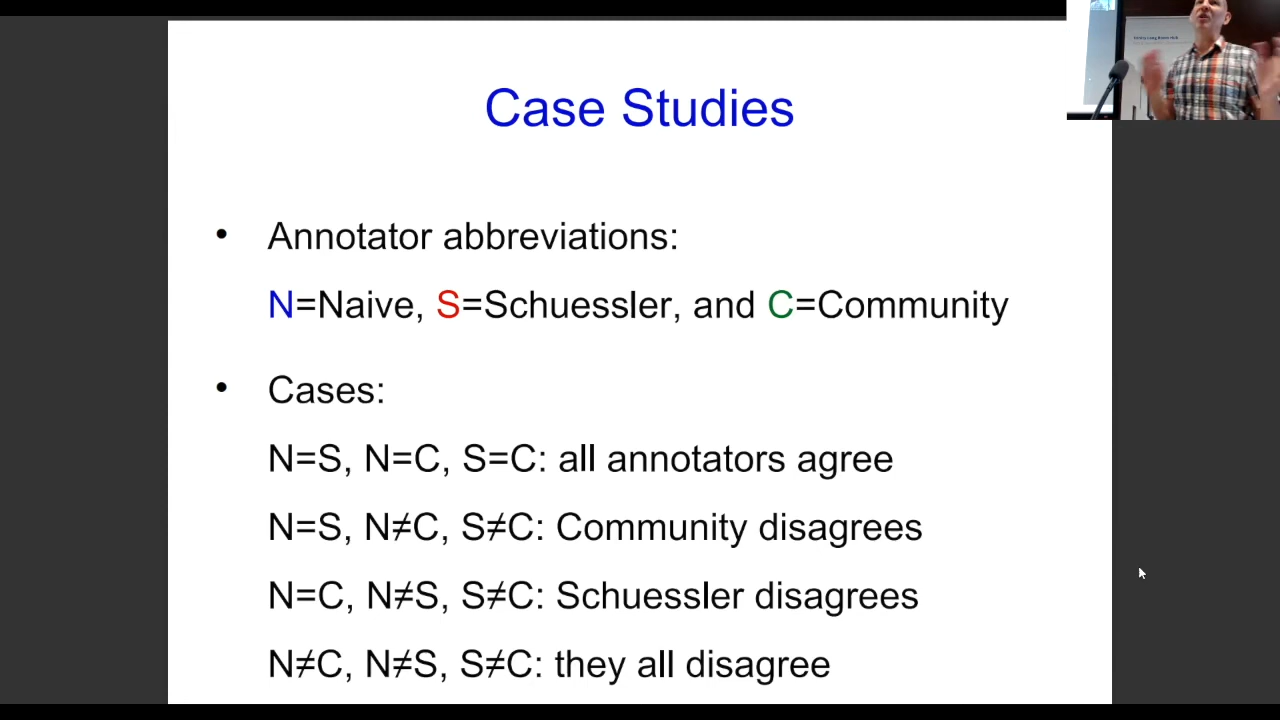 Case Studies
• Annotator abbreviations:
N=Naive, S=Schuessler, and C=Community
• Cases:
N=S, N=C, S=C: all annotators agree
N=S, N≠C, S≠C: Community disagrees
N=C, N≠S, S≠C: Schuessler disagrees
N≠C, N≠S, S≠C: they all disagree